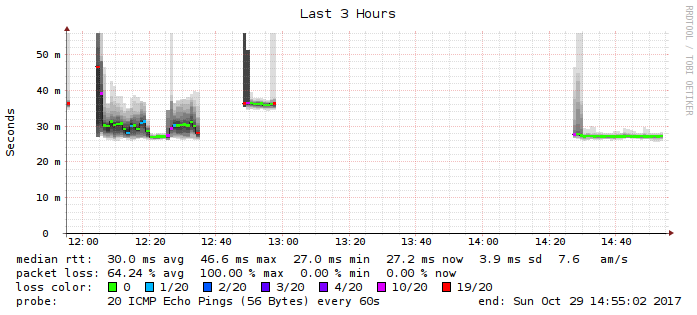 Last 3 Hours
RRDTOOL / TOBI OETIKER
Seconds
50 m
40 m
30 m
20 m
10 m
0
12:00 12:20 12:40 13:00 13:20 13:40 14:00 14:20 14:40
median rtt: 30.0 ms avg 46.6 ms max 27.0 ms min 27.2 ms now 3.9 ms sd 7.6 am/s
packet loss: 64.24 % avg 100.00 % max 0.00 % min 0.00 % now
loss color: 0 1/20 2/20 3/20 4/20 10/20 19/20
probe: 20 ICMP Echo Pings (56 Bytes) every 60s end: Sun Oct 29 14:55:02 2017